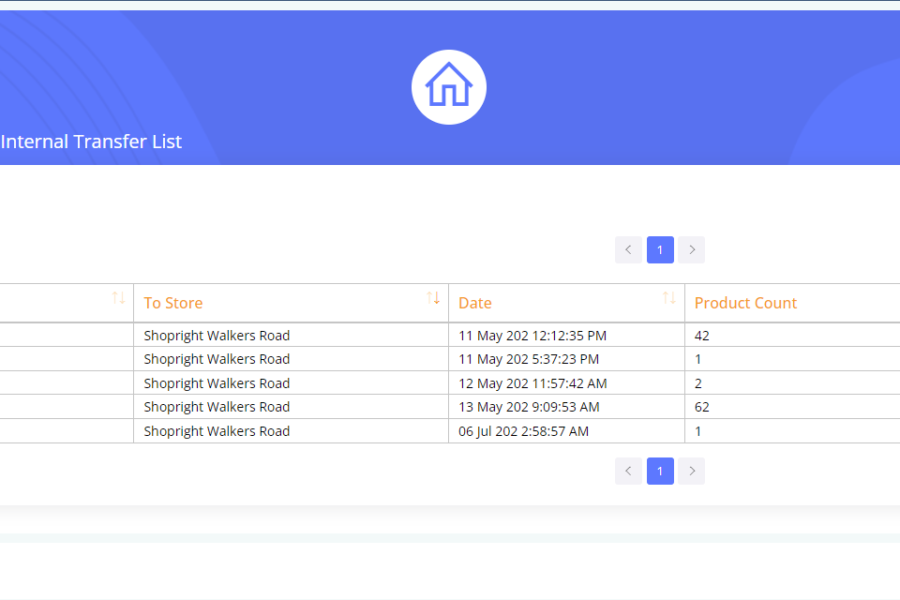 Internal Transfer List
1
To Store Date Product Count
Shopright Walkers Road 11 May 202 12:12:35 PM 42
Shopright Walkers Road 11 May 202 5:37:23 PM 1
Shopright Walkers Road 12 May 202 11:57:42 AM 2
Shopright Walkers Road 13 May 202 9:09:53 AM 62
Shopright Walkers Road 06 Jul 202 2:58:57 AM 1
1